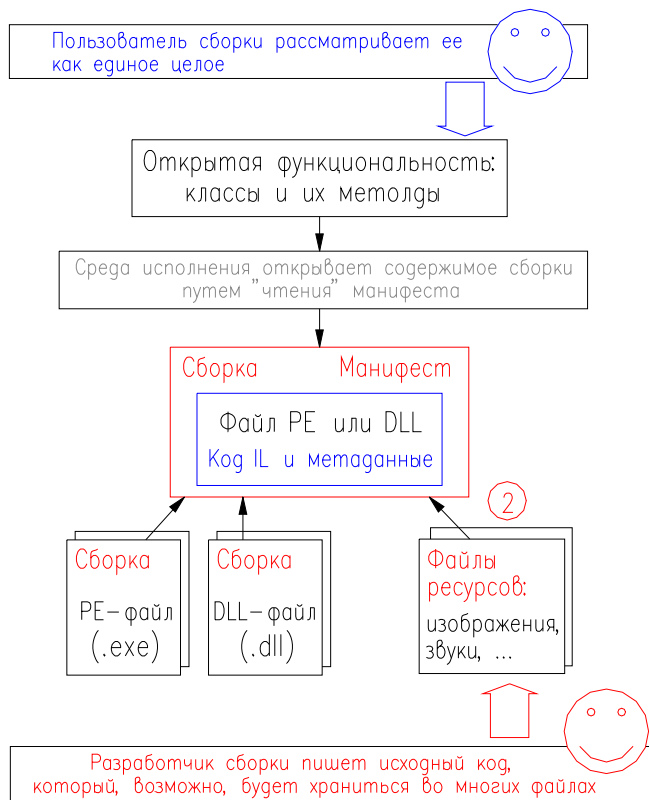 Пользователь сборки рассматривает ее
как единое целое
Открытая функциональность:
классы и их метолды
Среда исполнения открывает содержимое сборки
путем "чтения" манифеста
Сборка Манифест
Файл PE или DLL
Код IL и метаданные
2
Сборка
PE-файл
(.exe)
Сборка
DLL-файл
(.dll)
Файлы
ресурсов:
изображения,
звуки, ...
Разработчик сборки пишет исходный код,
который, возможно, будет храниться во многих файлах